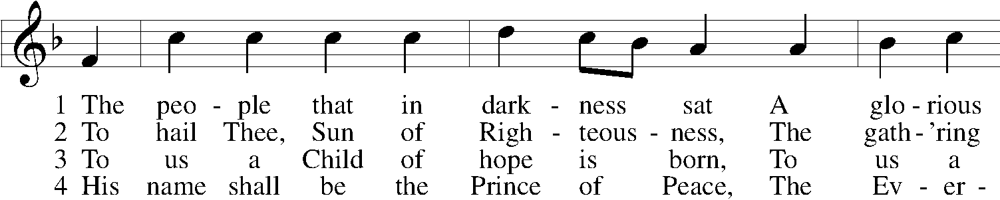 1 The peo - ple that in dark - ness sat A glo - rious
2 To hail Thee, Sun of Righ - teous - ness, The gath - ’ring
3 To us a Child of hope is born, To us a
4 His name shall be the Prince of Peace, The Ev - er -